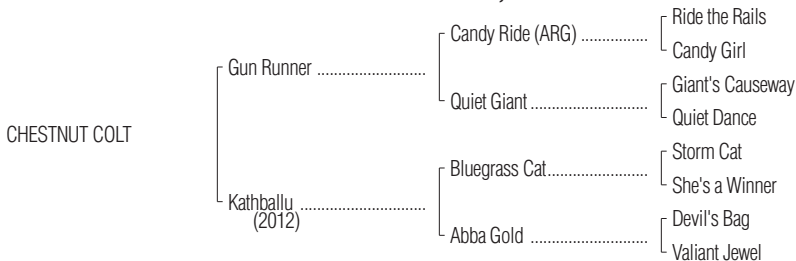 Ride the Rails
Candy Ride (ARG) ................
Candy Girl
Gun Runner ..........................
Giant's Causeway
Quiet Giant ............................
Quiet Dance
CHESTNUT COLT
Storm Cat
Bluegrass Cat........................
She's a Winner
Kathballu ..............................
(2012)
Devil's Bag
Abba Gold ............................
Valiant Jewel